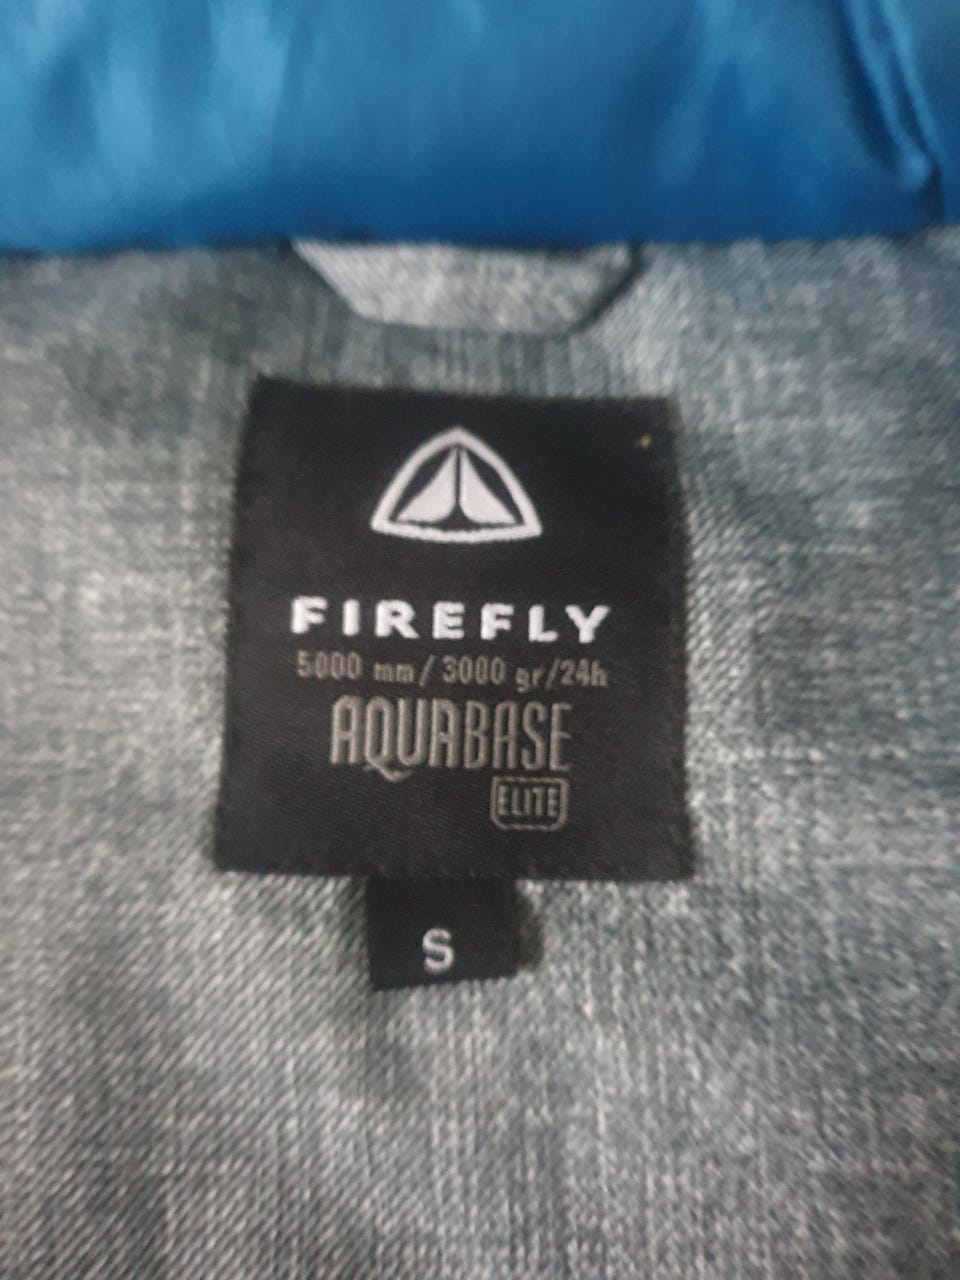 FIREFLY
5000 mm/3000 gr/24h
AQUABASE
ELITE
S